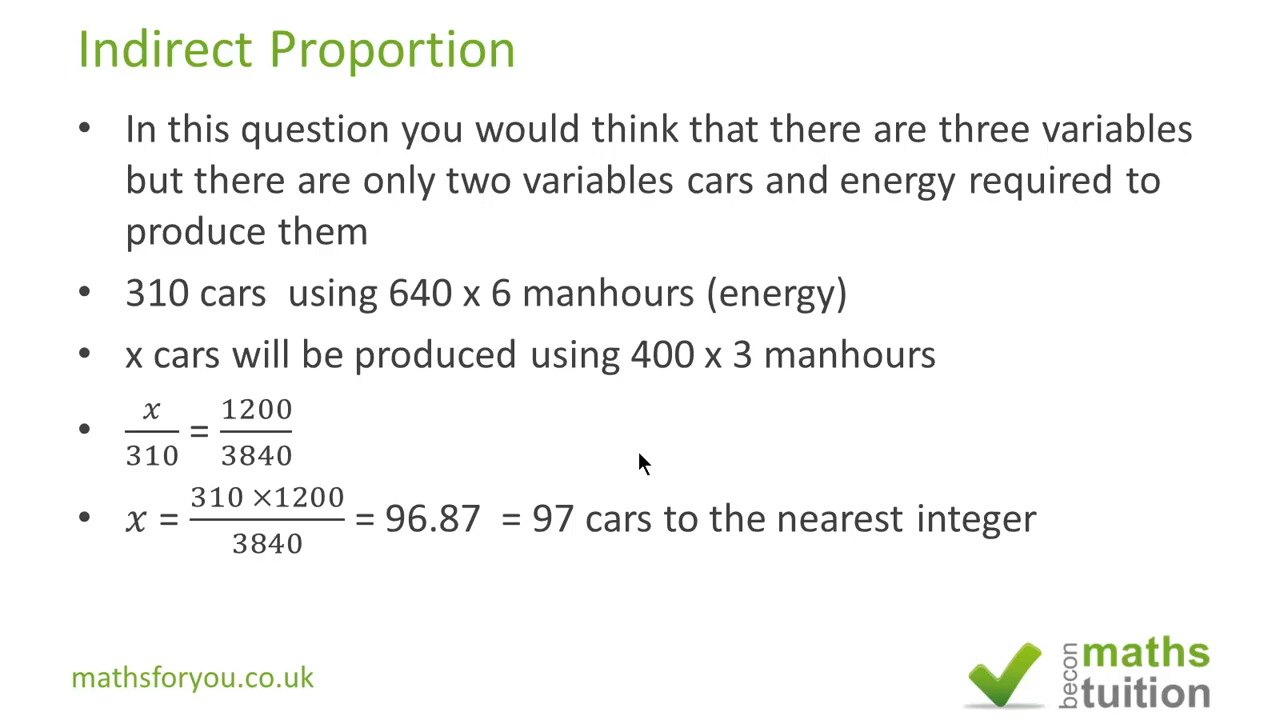 Indirect Proportion
• In this question you would think that there are three variables
but there are only two variables cars and energy required to
produce them
• 310 cars  using 640 x 6 manhours (energy)
• x cars will be produced using 400 x 3 manhours
• x/310 = 1200/3840
• x = (310 ×1200)/3840 = 96.87  = 97 cars to the nearest integer
mathsforyou.co.uk
becon
maths
tuition